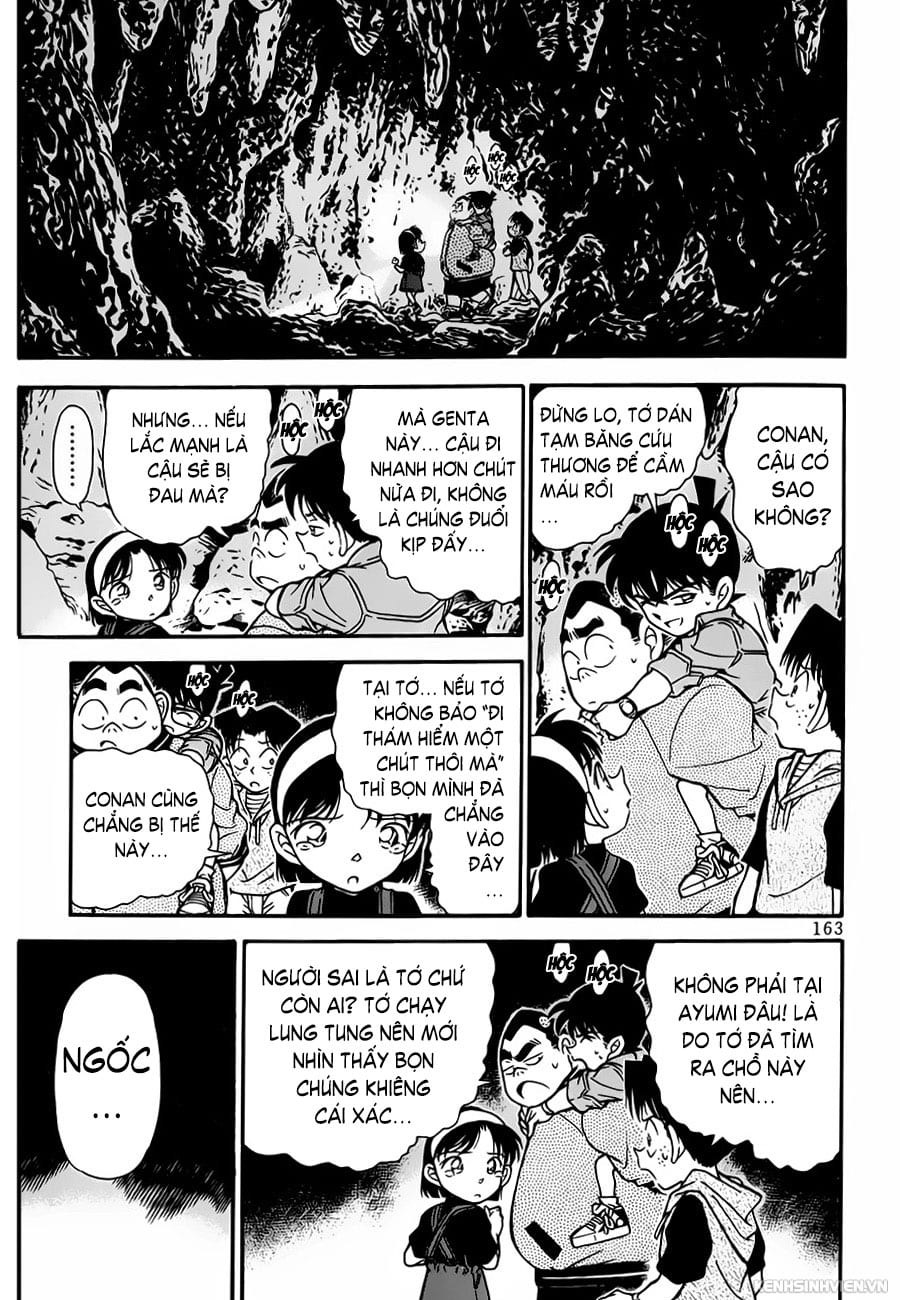 HỘC
HỘC
HỘC
CONAN,
CẬU CÓ
SAO
KHÔNG?
ĐỪNG LO, TỚ DÁN
TẠM BĂNG CỨU
THƯƠNG ĐỂ CẦM
MÁU RỒI
...
HỘC
HỘC
HỘC
MÀ GENTA
NÀY... CẬU ĐI
NHANH HƠN CHÚT
NỮA ĐI, KHÔNG
LÀ CHÚNG ĐUỔI
KỊP ĐẤY...
HỘC
HỘC
NHƯNG... NẾU
LẮC MẠNH LÀ
CẬU SẼ BỊ
ĐAU MÀ?
.........
TẠI TỚ... NẾU TỚ
KHÔNG BẢO “ĐI
THÁM HIỂM MỘT
CHÚT THÔI MÀ”
THÌ BỌN MÌNH ĐÃ
CHẲNG
VÀO
ĐÂY
...
HỘC
HỘC
CONAN CŨNG
CHẲNG BỊ THẾ
NÀY...
163
KHÔNG PHẢI TẠI
AYUMI ĐÂU! LÀ
DO TỚ ĐÃ TÌM
RA CHỖ NÀY
NÊN...
HỘC
HỘC
NGƯỜI SAI LÀ TỚ CHỨ
CÒN AI? TỚ CHẠY
LUNG TUNG NÊN MỚI
NHÌN THẤY BỌN
CHÚNG KHIÊNG
CÁI XÁC...
NGỐC
...
KENHSINHVIEN.VN